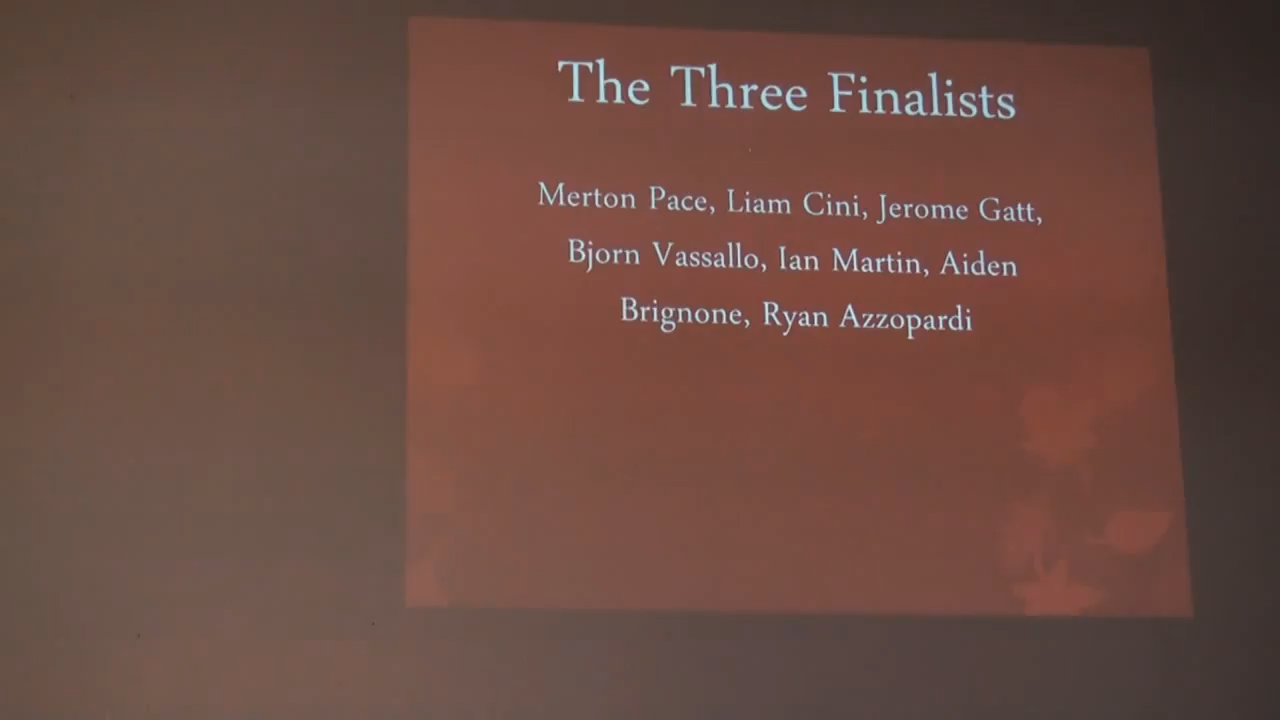 The Three Finalists
Merton Pace, Liam Cini, Jerome Gatt,
Bjorn Vassallo, Ian Martin, Aiden
Brignone, Ryan Azzopardi